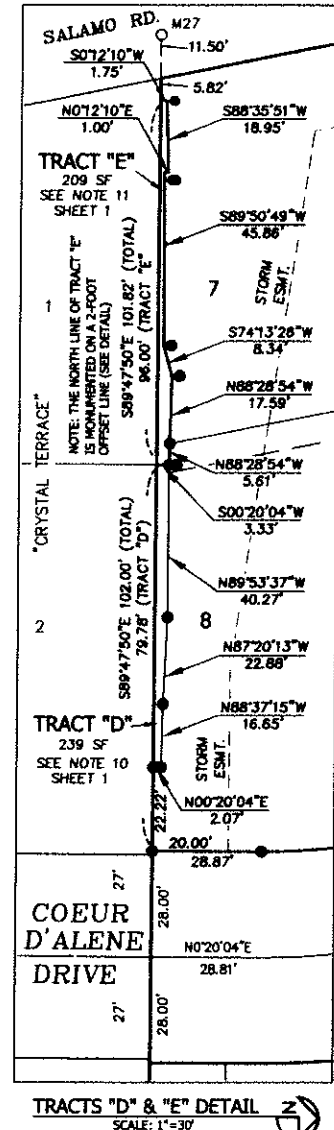 SALAMO RD.
M27
11.50'
S0°12'10"W
1.75'
5.82'
N0°12'10"E
1.00'
S88°35'51"W
18.95'
TRACT "E"
209 SF
SEE NOTE 11
SHEET 1
S89°50'49"W
45.86'
NOTE: THE NORTH LINE OF TRACT "E"
IS MONUMENTED ON A 2-FOOT
OFFSET LINE (SEE DETAIL)
S89°47'50"E 101.82' (TOTAL)
96.00' (TRACT "E")
1
7
STORM
ESMT.
S74°13'28"W
8.34'
N88°28'54"W
17.59'
"CRYSTAL TERRACE"
N88°28'54"W
5.61'
S00°20'04"W
3.33'
S89°47'50"E 102.00' (TOTAL)
79.78' (TRACT "D")
N89°53'37"W
40.27'
2
8
N87°20'13"W
22.88'
TRACT "D"
239 SF
SEE NOTE 10
SHEET 1
N88°37'15"W
16.65'
STORM
ESMT.
N00°20'04"E
2.07'
22.22'
20.00'
28.87'
27'
28.00'
COEUR
D'ALENE
DRIVE
N0°20'04"E
28.81'
27'
28.00'
TRACTS "D" & "E" DETAIL
SCALE: 1"=30'
N